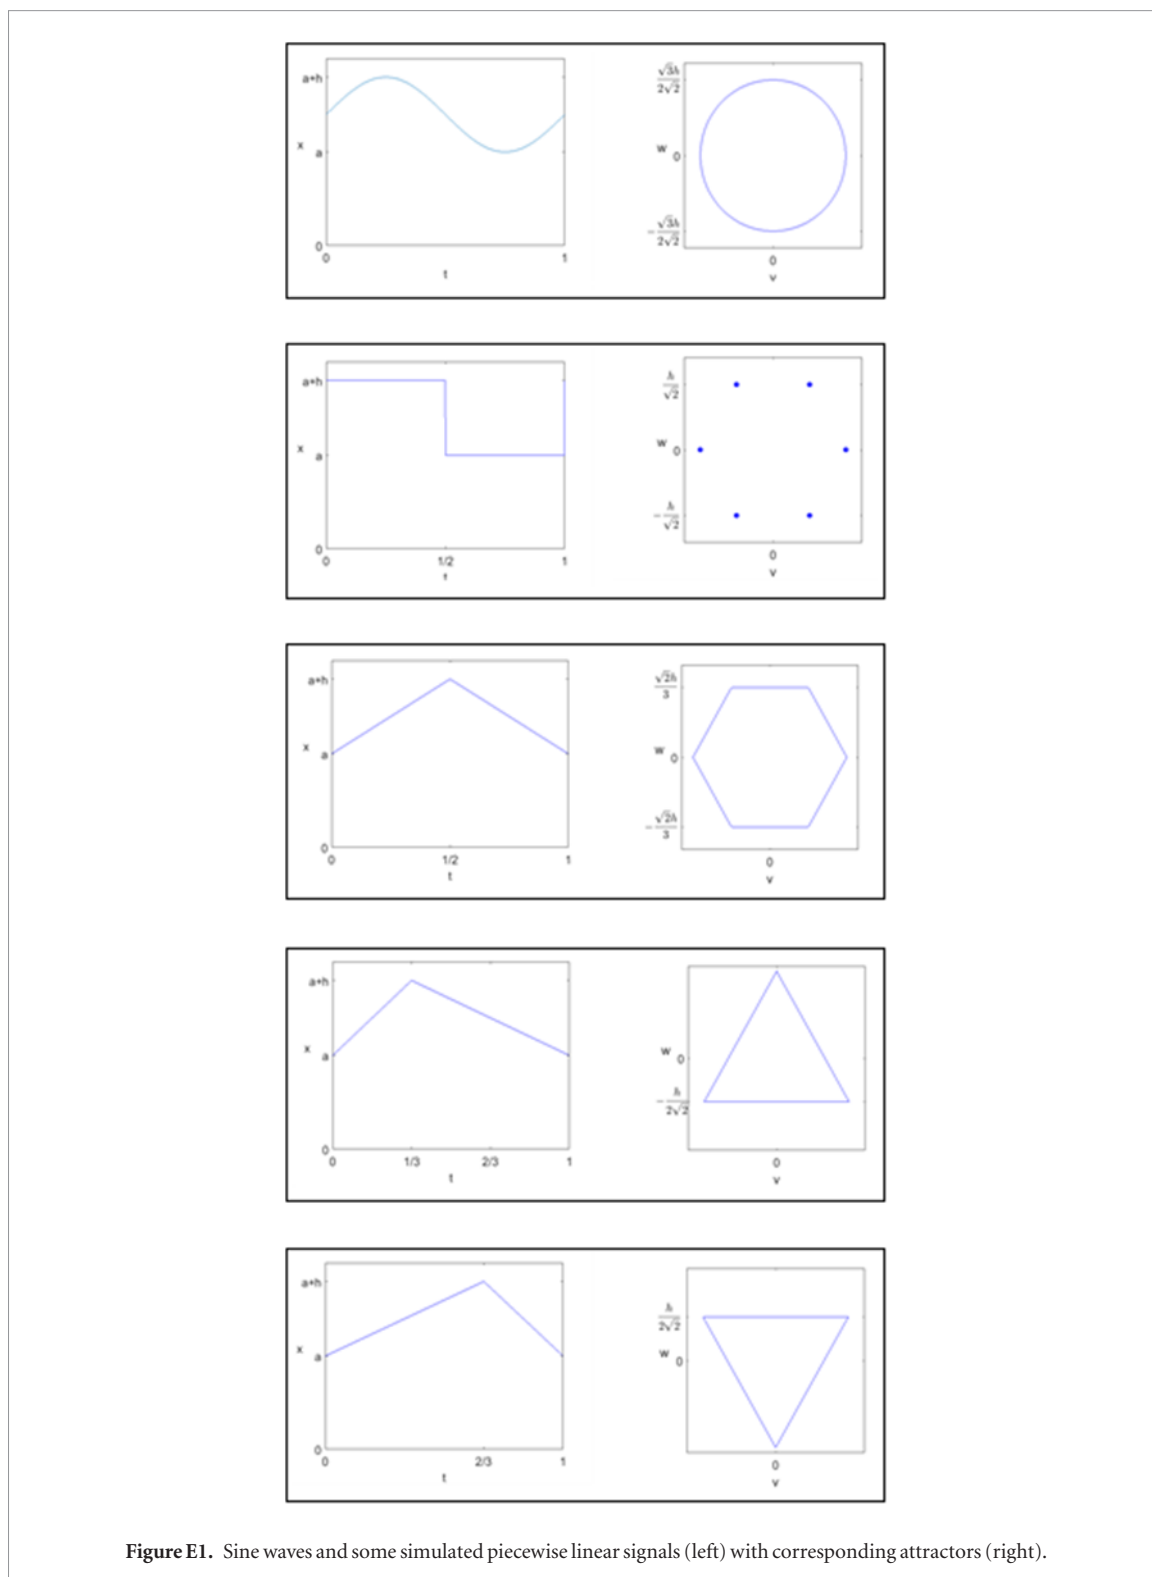 a+h
x
a
0
0
1
t
√3h
2√2
w
0
−√3h
2√2
0
v
a+h
x
a
0
0
1/2
1
t
h
√2
w
0
−h
√2
0
v
a+h
x
a
0
0
1/2
1
t
√2h
3
w
0
−√2h
3
0
v
a+h
x
a
0
0
1/3
2/3
1
t
w
0
−h
2√2
0
v
a+h
x
a
0
0
2/3
1
t
h
2√2
w
0
0
v
Figure E1. Sine waves and some simulated piecewise linear signals (left) with corresponding attractors (right).